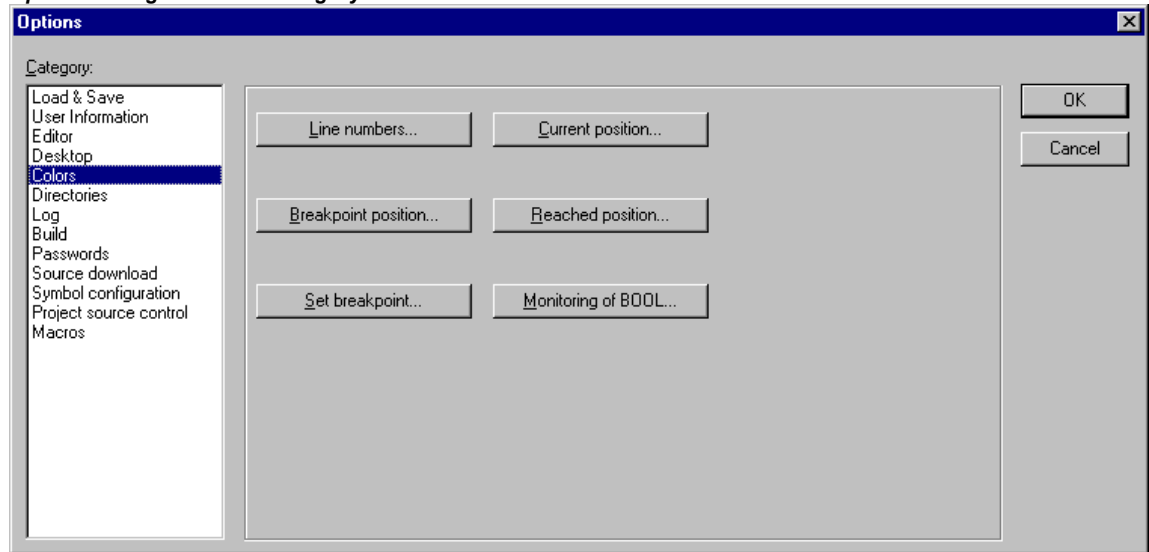 Options
Category:
Load & Save
User Information
Editor
Desktop
Colors
Directories
Log
Build
Passwords
Source download
Symbol configuration
Project source control
Macros
Line numbers...
Current position...
Breakpoint position...
Reached position...
Set breakpoint...
Monitoring of BOOL...
OK
Cancel